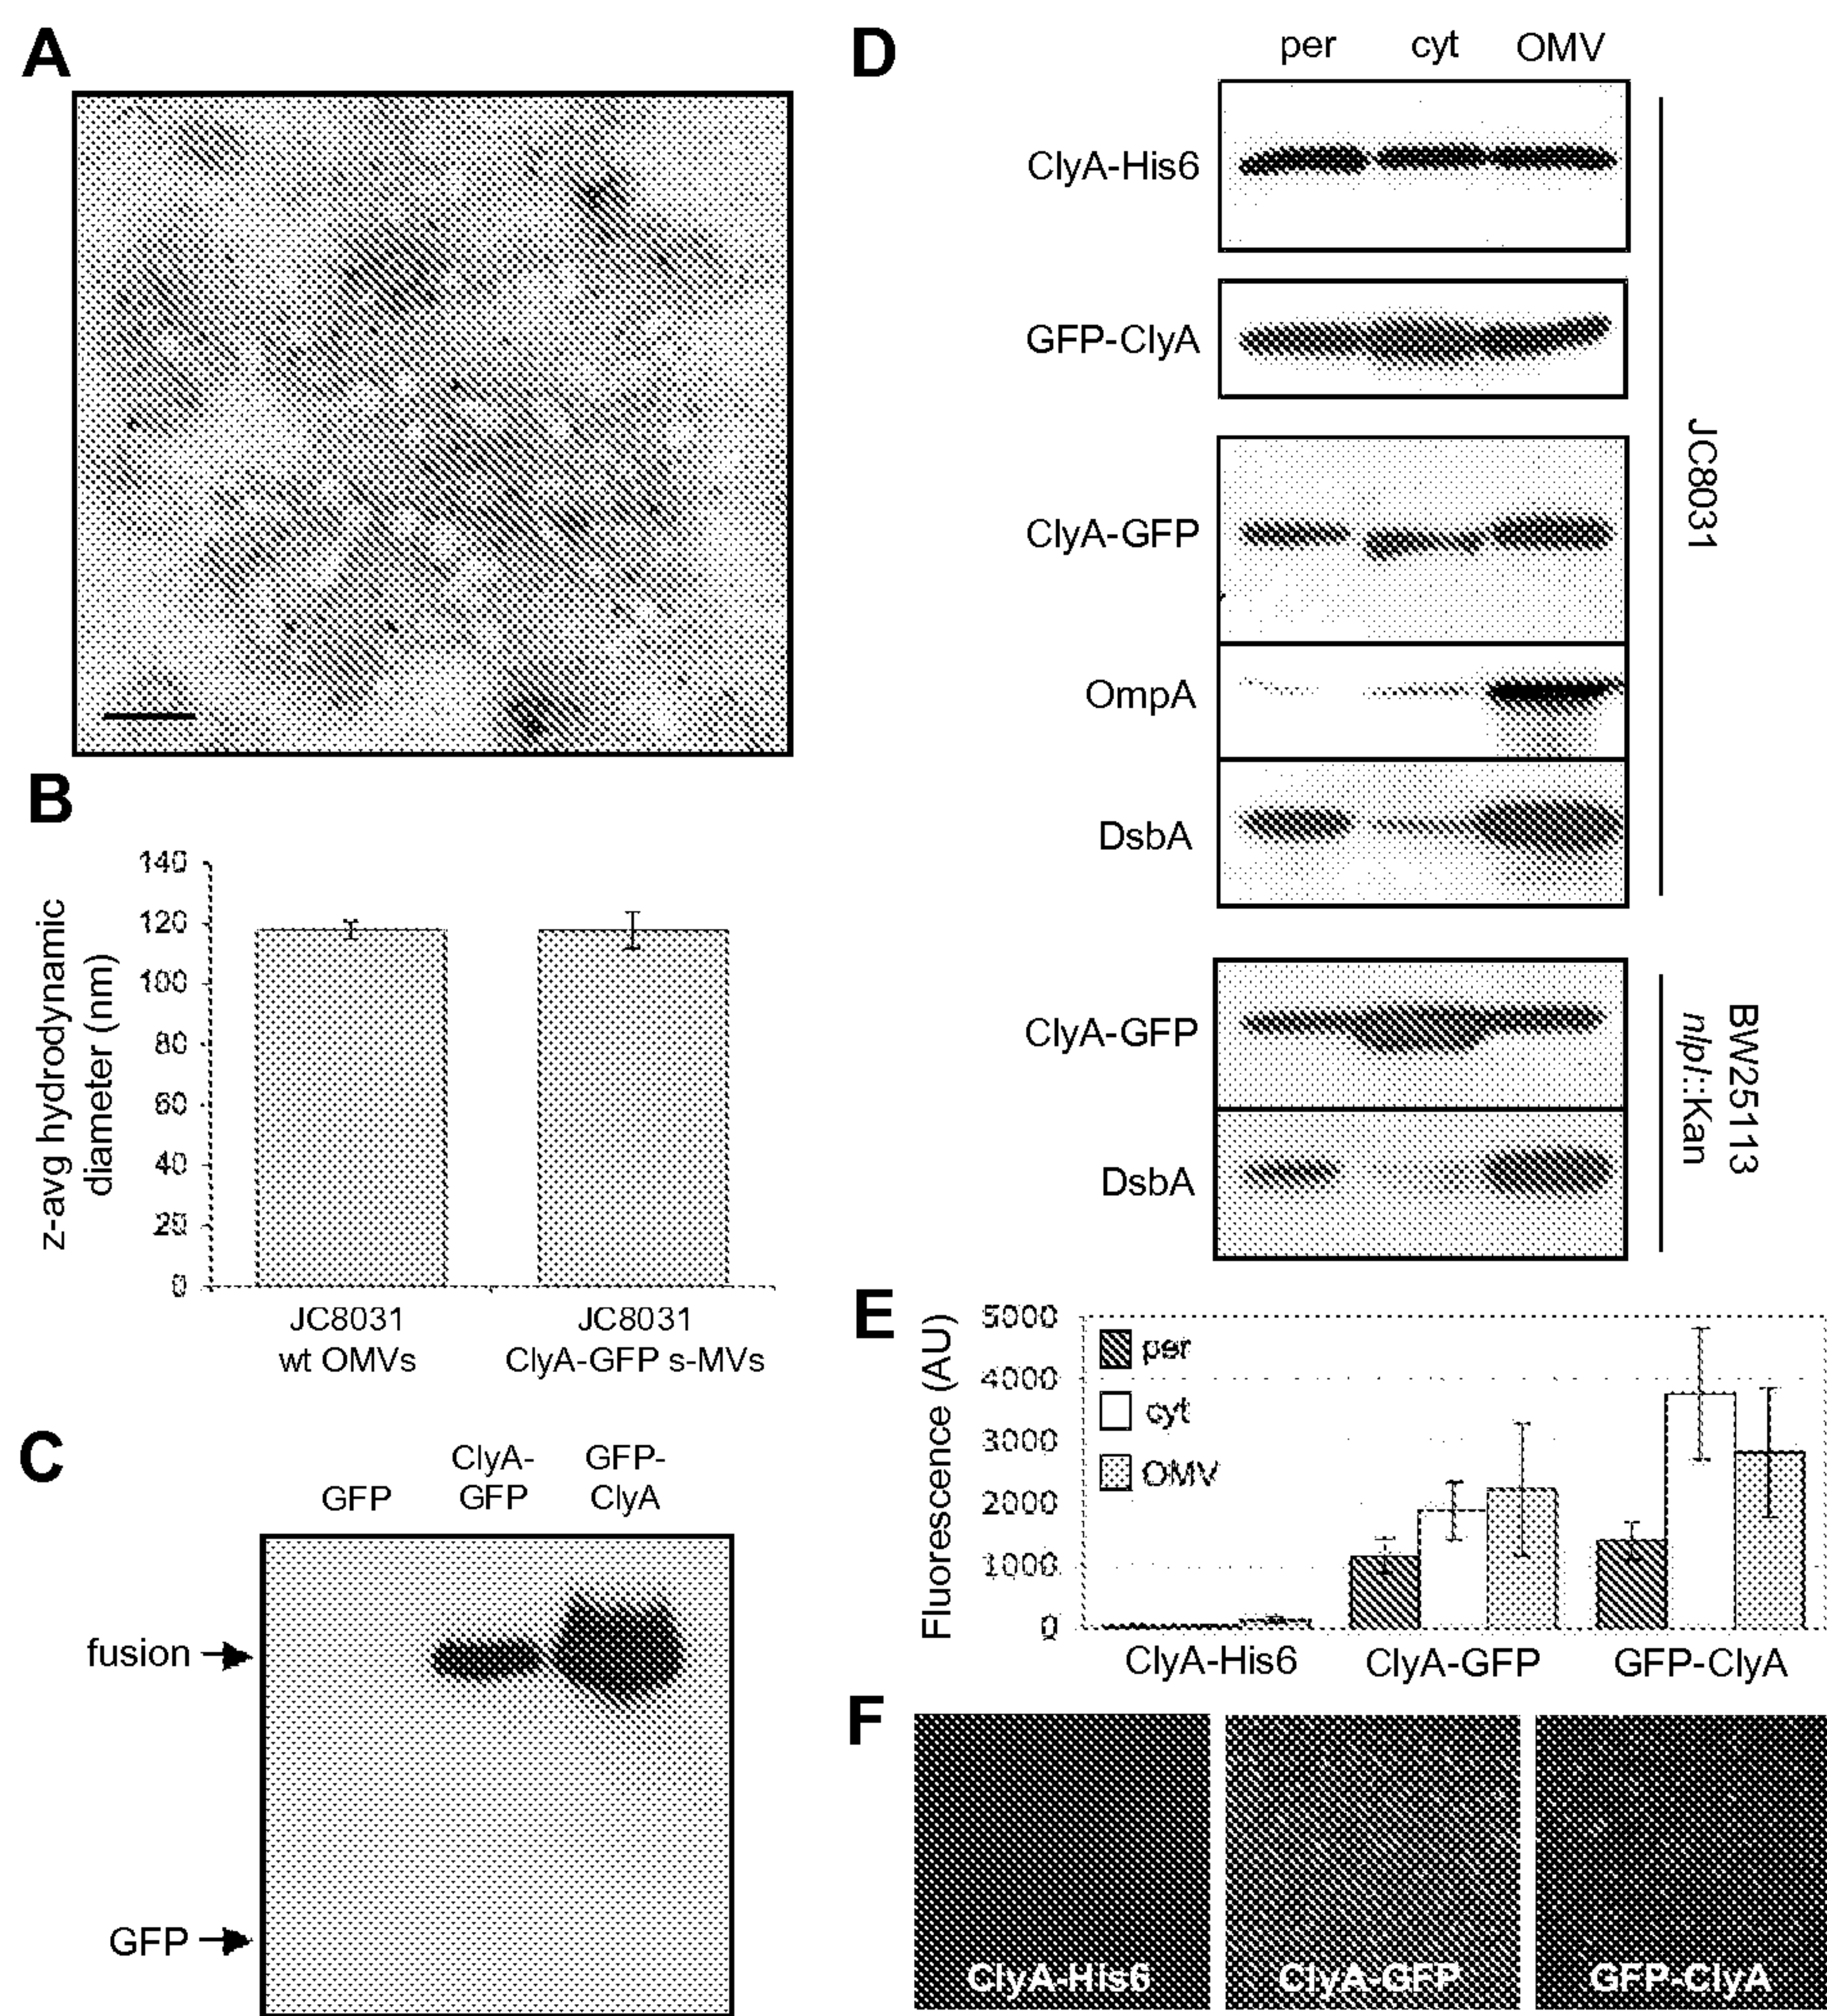 A
B
z-avg hydrodynamic
diameter (nm)
140
120
100
80
60
40
20
0
JC8031
wt OMVs
JC8031
ClyA-GFP s-MVs
C
GFP
ClyA-
GFP
GFP-
ClyA
fusion
GFP
D
per cyt OMV
ClyA-His6
GFP-ClyA
ClyA-GFP
OmpA
DsbA
JC8031
ClyA-GFP
DsbA
BW25113
nlpI::Kan
E
Fluorescence (AU)
5000
4000
3000
2000
1000
0
per
cyt
OMV
ClyA-His6 ClyA-GFP GFP-ClyA
F
ClyA-His6 ClyA-GFP GFP-ClyA